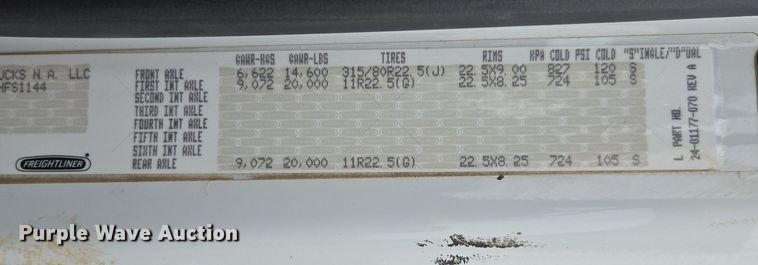 GAWR-KGS GAWR-LBS TIRES RIMS KPA COLD PSI COLD "S"INGLE/"D"UAL
UCKS N.A. LLC
HFS1144
FRONT AXLE 6,622 14,600 315/80R22.5(J) 22.5X9.00 827 120 S
FIRST INT AXLE 9,072 20,000 11R22.5(G) 22.5X8.25 724 105 S
SECOND INT AXLE
THIRD INT AXLE
FOURTH INT AXLE
FIFTH INT AXLE
SIXTH INT AXLE
REAR AXLE 9,072 20,000 11R22.5(G) 22.5X8.25 724 105 S
FREIGHTLINER
L PART NO.
24-01177-070 REV A
Purple Wave Auction